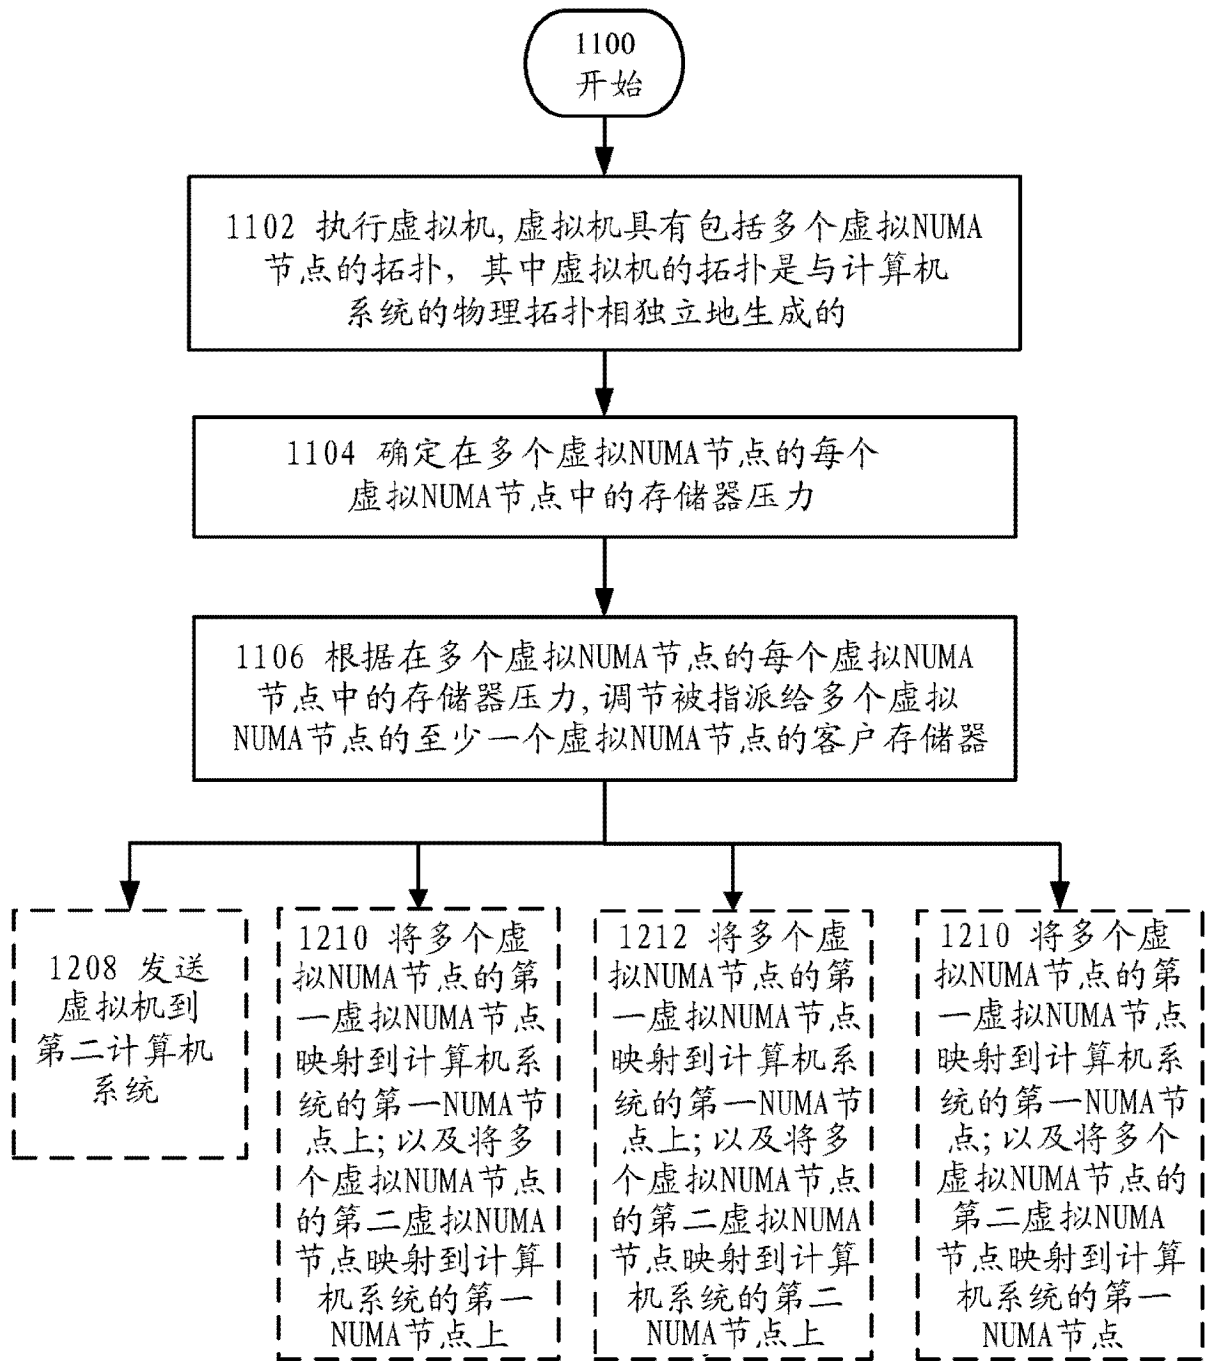 1100
开始
1102 执行虚拟机,虚拟机具有包括多个虚拟NUMA
节点的拓扑，其中虚拟机的拓扑是与计算机
系统的物理拓扑相独立地生成的
1104 确定在多个虚拟NUMA节点的每个
虚拟NUMA节点中的存储器压力
1106 根据在多个虚拟NUMA节点的每个虚拟NUMA
节点中的存储器压力,调节被指派给多个虚拟
NUMA节点的至少一个虚拟NUMA节点的客户存储器
1208 发送
虚拟机到
第二计算机
系统
1210 将多个虚
拟NUMA节点的第
一虚拟NUMA节点
映射到计算机系
统的第一NUMA节
点上;以及将多
个虚拟NUMA节点
的第二虚拟NUMA
节点映射到计算
机系统的第一
NUMA节点上
1212 将多个虚
拟NUMA节点的第
一虚拟NUMA节点
映射到计算机系
统的第一NUMA节
点上;以及将多
个虚拟NUMA节点
的第二虚拟NUMA
节点映射到计算
机系统的第二
NUMA节点上
1210 将多个虚
拟NUMA节点的第
一虚拟NUMA节点
映射到计算机系
统的第一NUMA节
点;以及将多个
虚拟NUMA节点的
第二虚拟NUMA
节点映射到计算
机系统的第一
NUMA节点